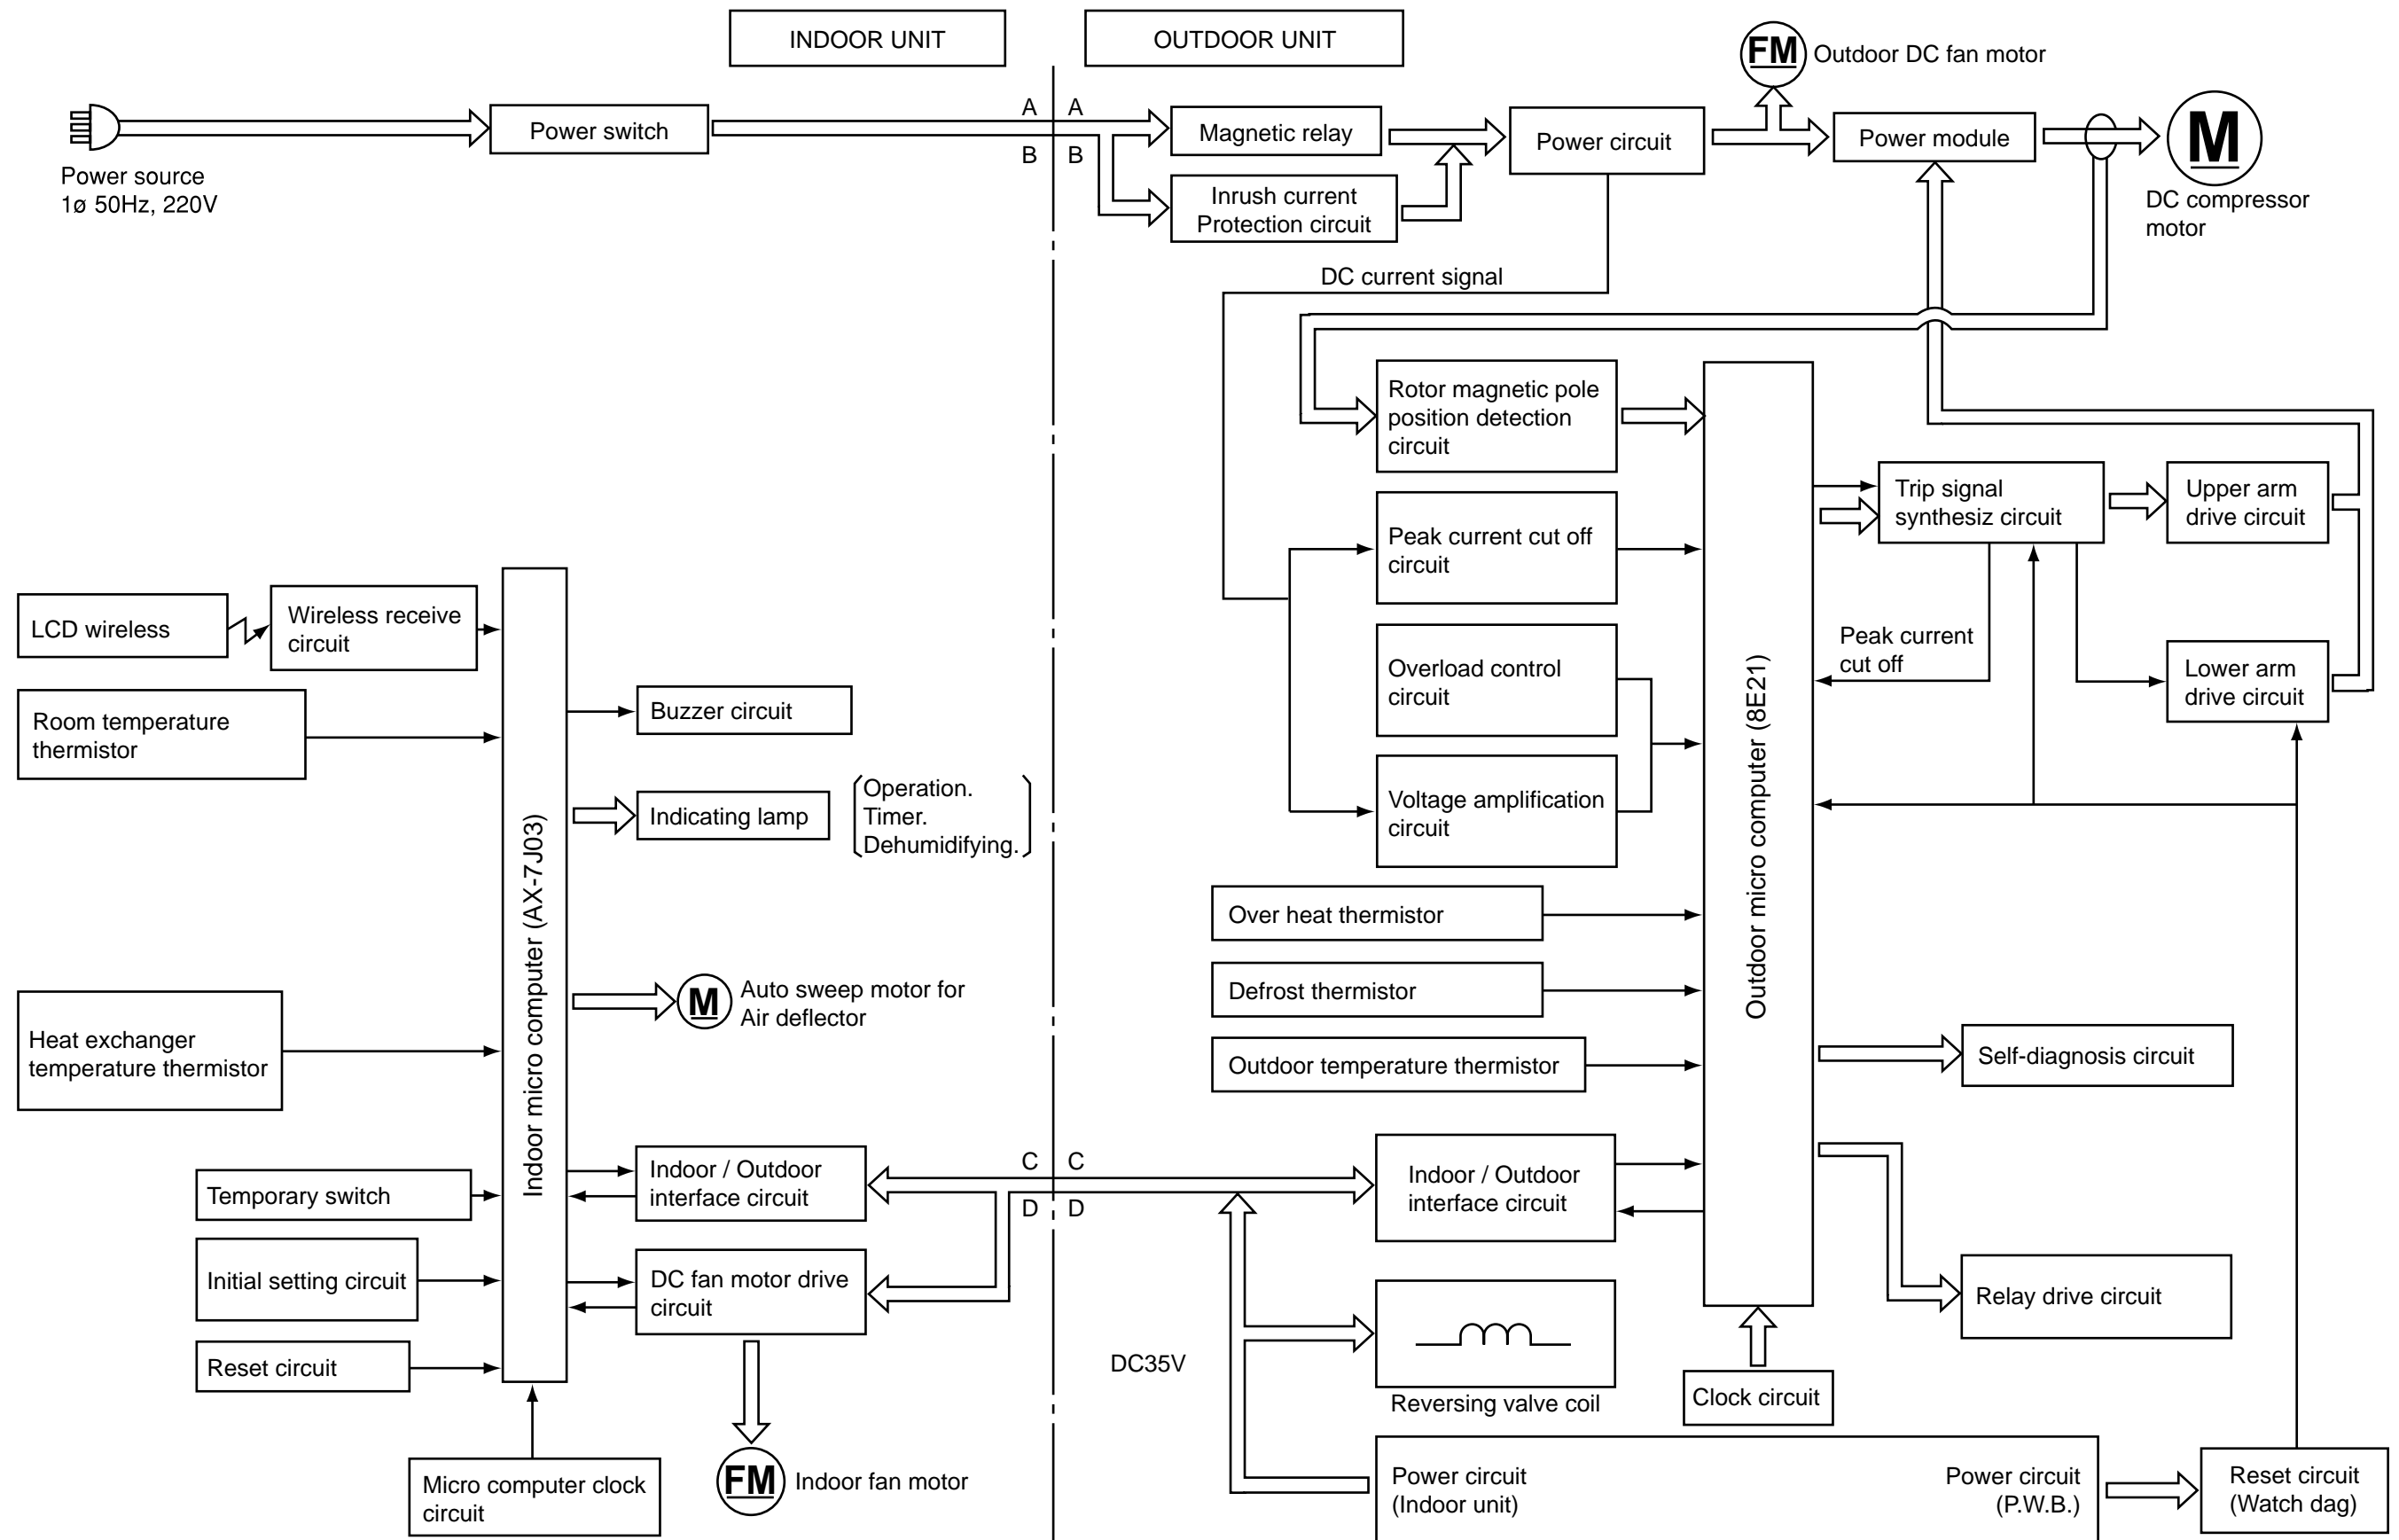 INDOOR UNIT
OUTDOOR UNIT
FM
Outdoor DC fan motor
Power source
1ø 50Hz, 220V
Power switch
A A
B B
Magnetic relay
Inrush current
Protection circuit
Power circuit
Power module
M
DC compressor
motor
DC current signal
Rotor magnetic pole
position detection
circuit
Peak current cut off
circuit
Overload control
circuit
Voltage amplification
circuit
Outdoor micro computer (8E21)
Trip signal
synthesiz circuit
Upper arm
drive circuit
Peak current
cut off
Lower arm
drive circuit
LCD wireless
Wireless receive
circuit
Room temperature
thermistor
Indoor micro computer (AX-7J03)
Buzzer circuit
Indicating lamp
Operation.
Timer.
Dehumidifying.
M
Auto sweep motor for
Air deflector
Heat exchanger
temperature thermistor
Over heat thermistor
Defrost thermistor
Outdoor temperature thermistor
Self-diagnosis circuit
Temporary switch
Indoor / Outdoor
interface circuit
C C
D D
Indoor / Outdoor
interface circuit
Initial setting circuit
DC fan motor drive
circuit
Relay drive circuit
Reset circuit
DC35V
Reversing valve coil
Clock circuit
Micro computer clock
circuit
FM
Indoor fan motor
Power circuit
(Indoor unit)
Power circuit
(P.W.B.)
Reset circuit
(Watch dag)